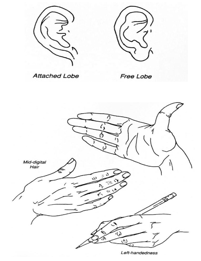 Attached Lobe
Free Lobe
Mid-digital
Hair
Left-handedness